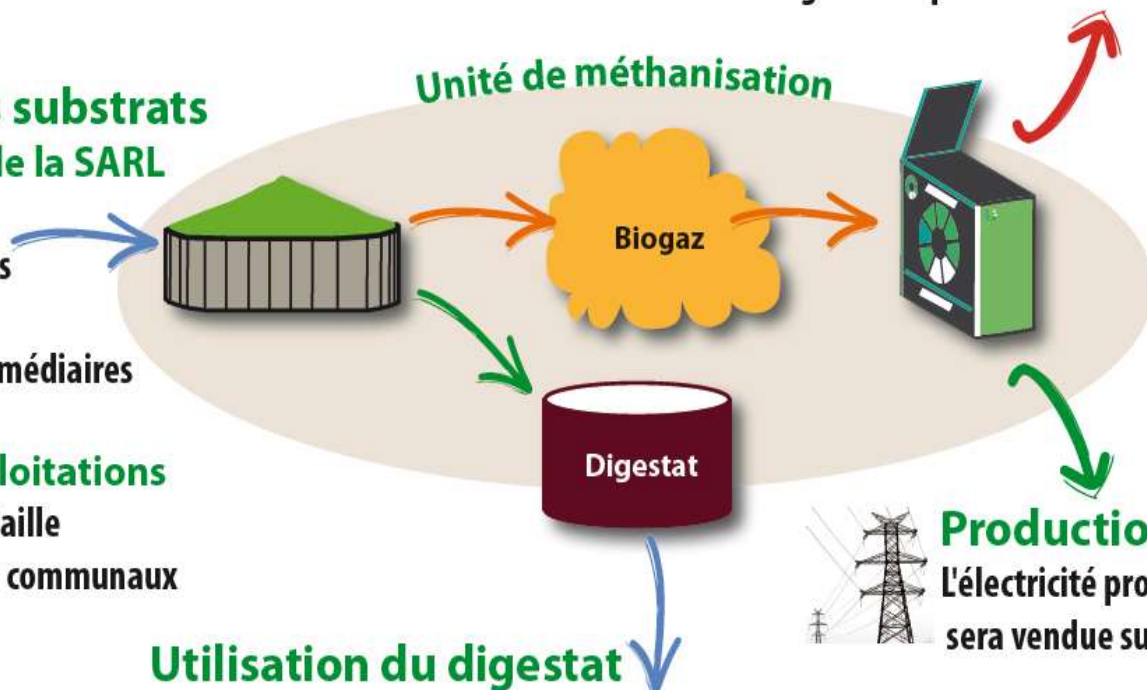 Unité de méthanisation
substrats
de la SARL
Biogaz
médiaires
Digestat
loitations
aille
communaux
Productio
L'électricité pro
sera vendue su
Utilisation du digestat